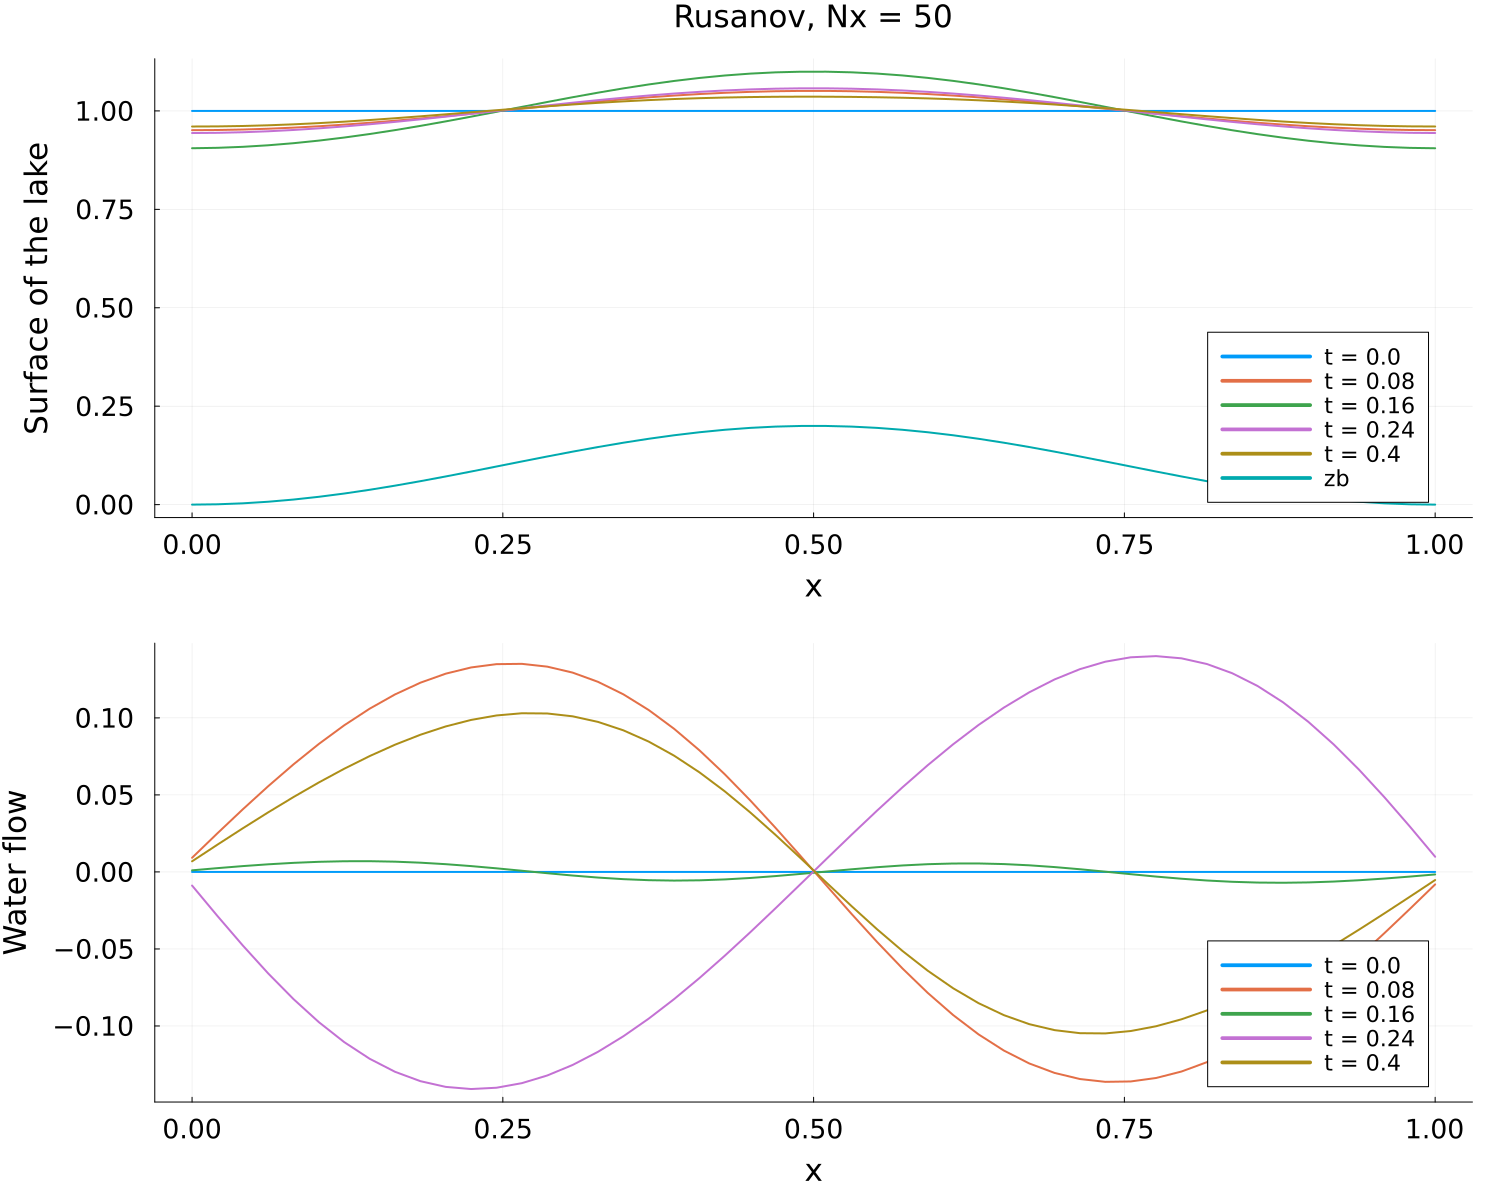 Rusanov, Nx = 50
Surface of the lake
1.00
0.75
0.50
0.25
0.00
t = 0.0
t = 0.08
t = 0.16
t = 0.24
t = 0.4
zb
0.00 0.25 0.50 0.75 1.00
x
Water flow
0.10
0.05
0.00
−0.05
−0.10
t = 0.0
t = 0.08
t = 0.16
t = 0.24
t = 0.4
0.00 0.25 0.50 0.75 1.00
x